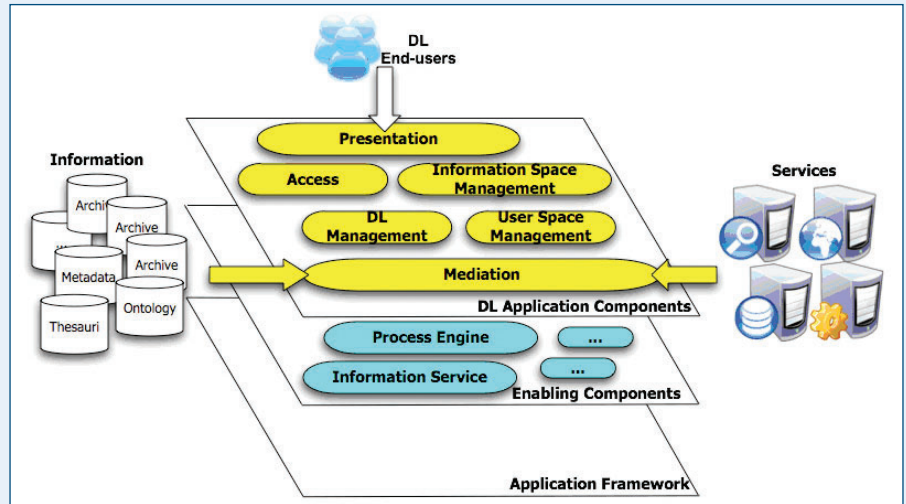 DL
End-users
Presentation
Information
Access
Information Space
Management
Services
Archive
Archive
...
Archive
Metadata
Ontology
Thesauri
DL
Management
User Space
Management
Mediation
DL Application Components
Process Engine
...
Information Service
...
Enabling Components
Application Framework